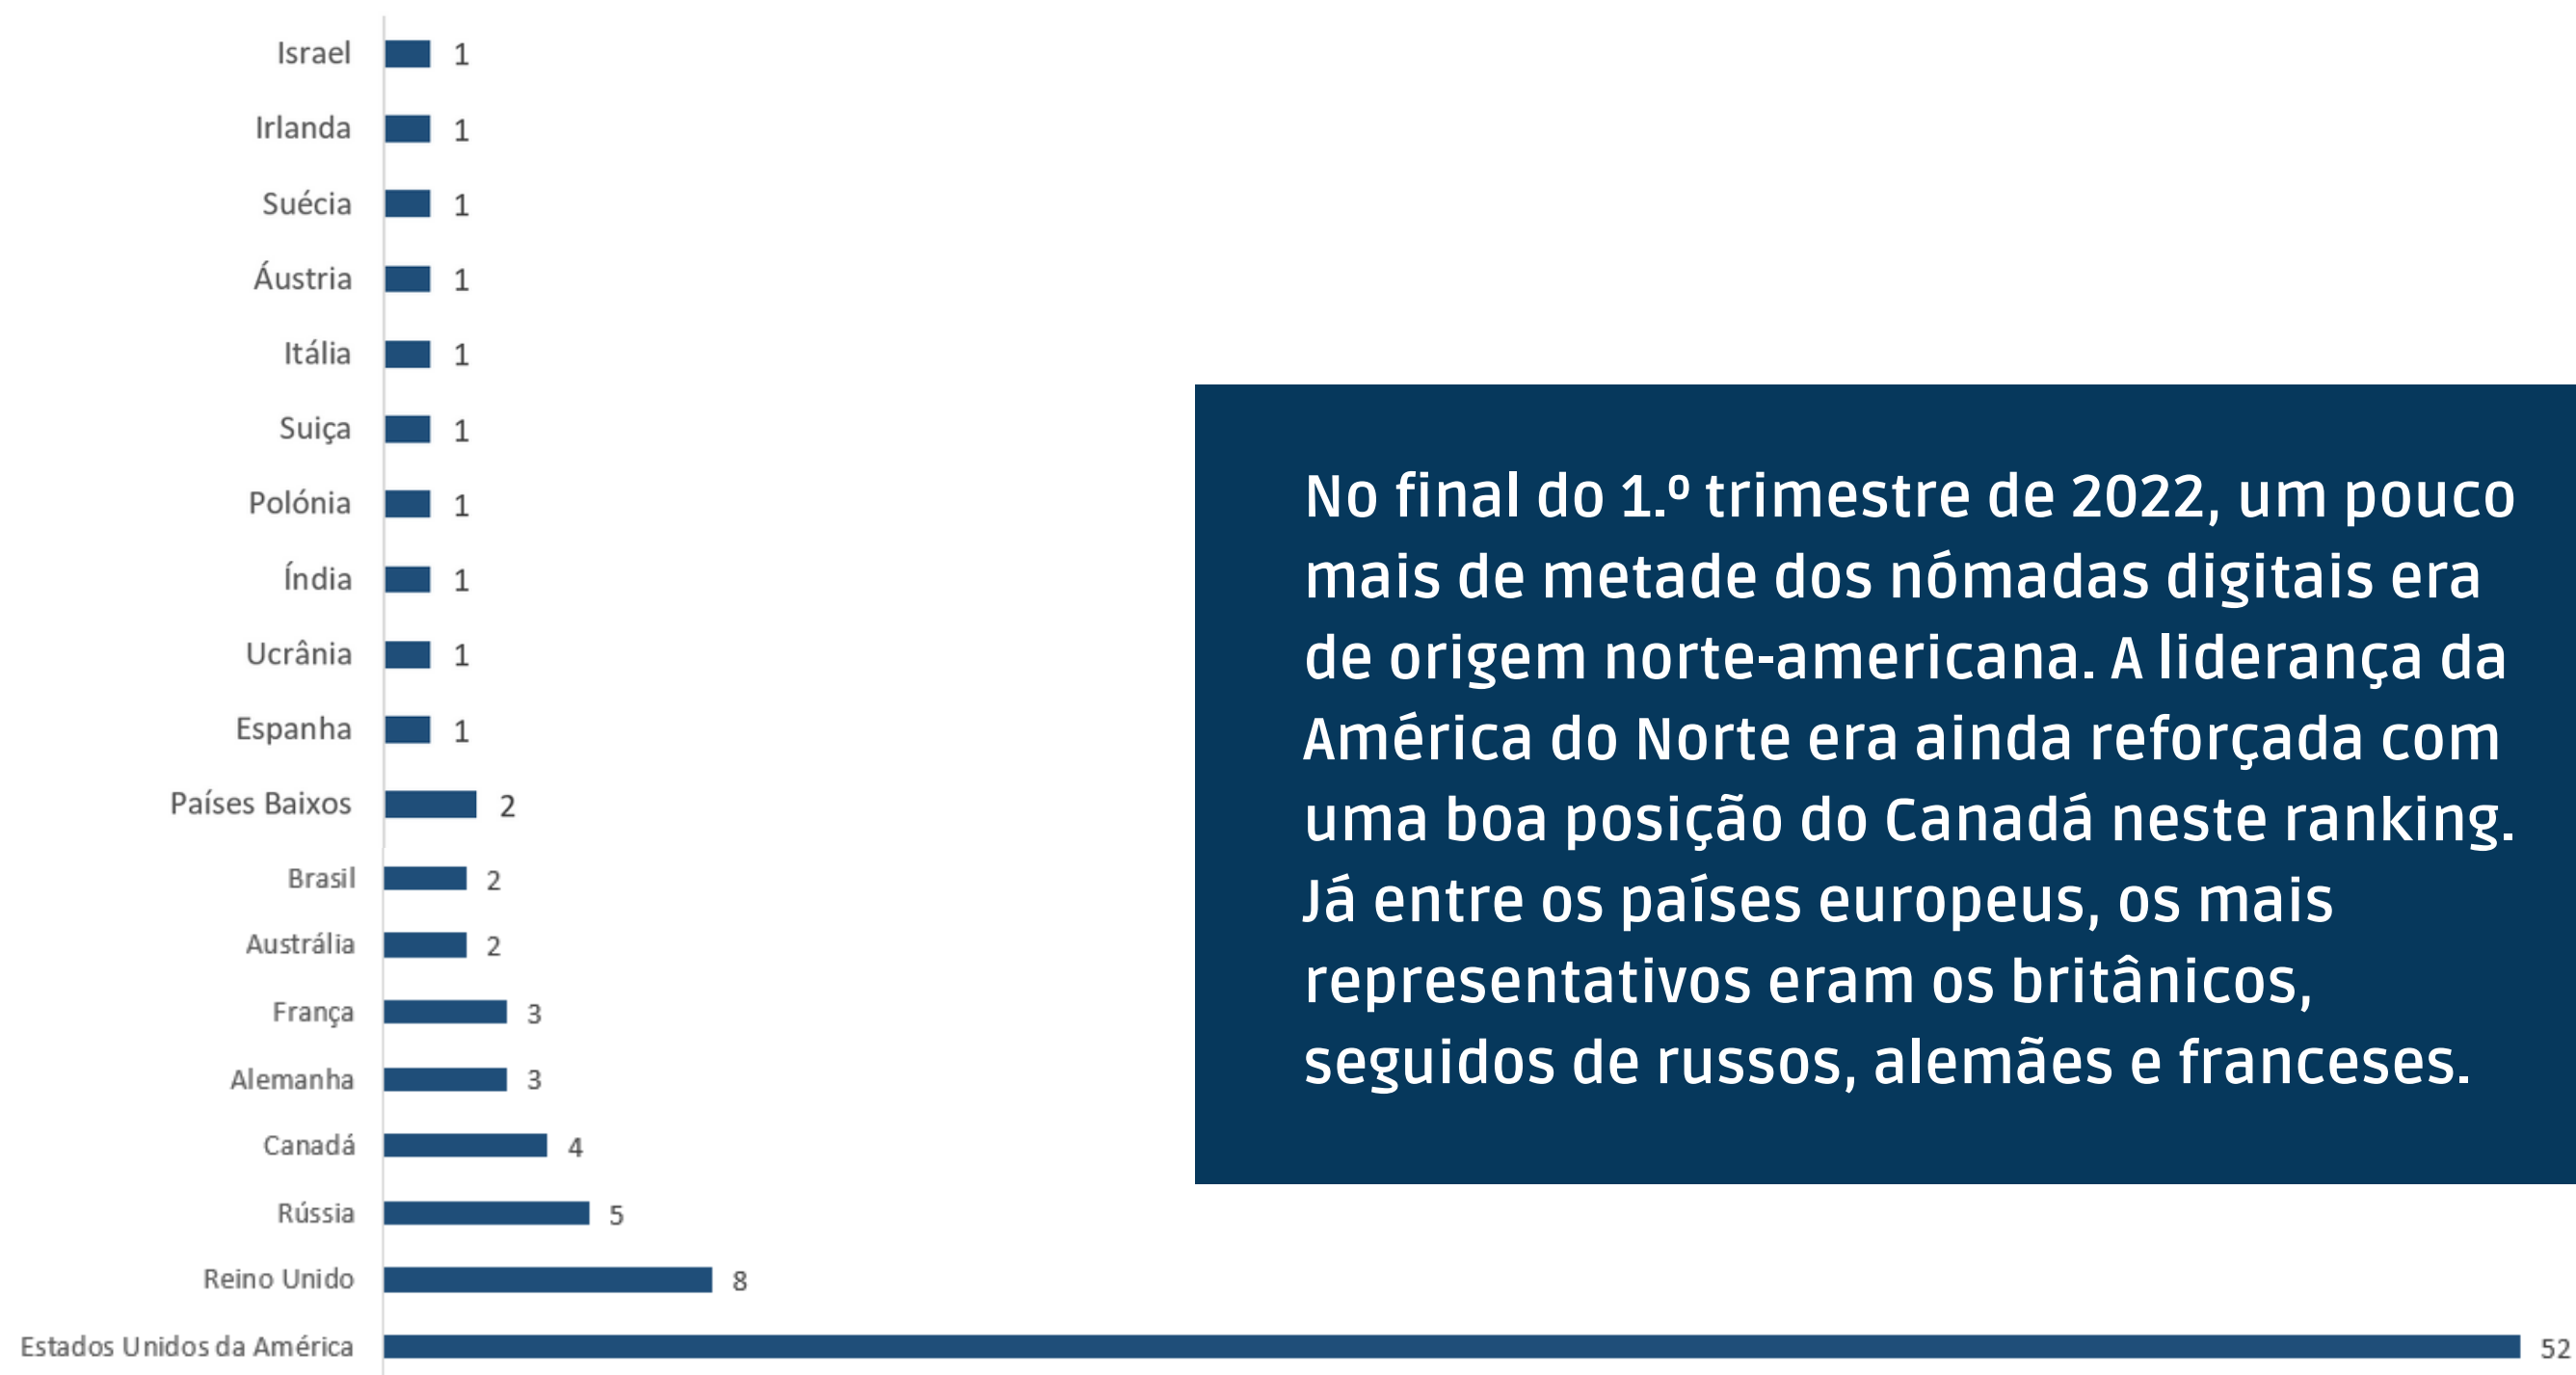 Israel 1
Irlanda 1
Suécia 1
Áustria 1
Itália 1
Suiça 1
Polónia 1
Índia 1
Ucrânia 1
Espanha 1
Países Baixos 2
Brasil 2
Austrália 2
França 3
Alemanha 3
Canadá 4
Rússia 5
Reino Unido 8
Estados Unidos da América 52
No final do 1.º trimestre de 2022, um pouco
mais de metade dos nómadas digitais era
de origem norte-americana. A liderança da
América do Norte era ainda reforçada com
uma boa posição do Canadá neste ranking.
Já entre os países europeus, os mais
representativos eram os britânicos,
seguidos de russos, alemães e franceses.